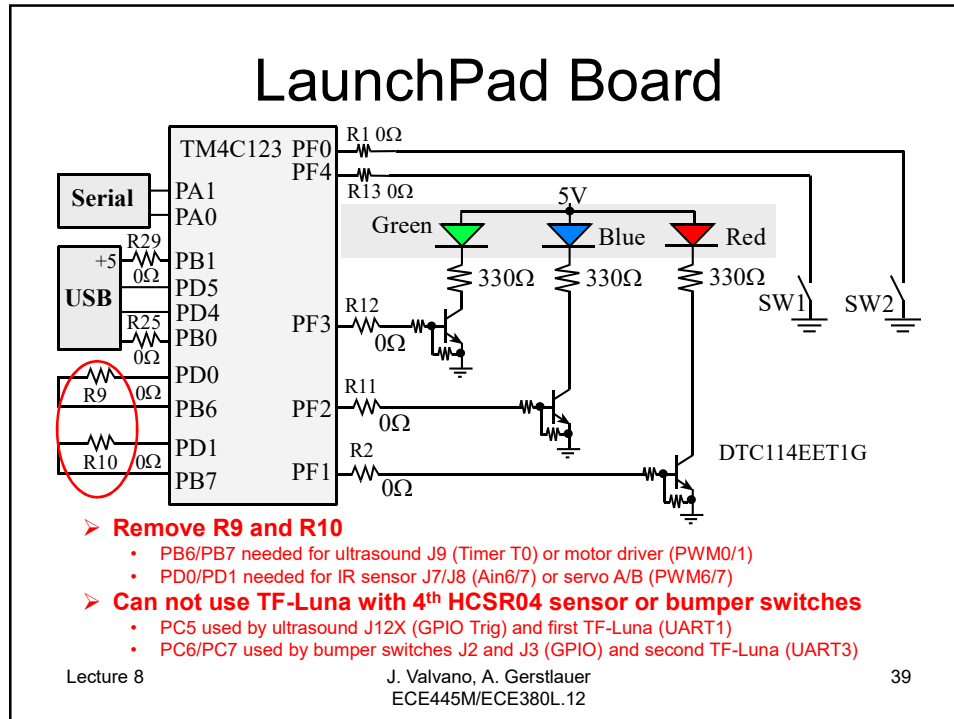 LaunchPad Board
TM4C123
PF0
PF4
R1 0Ω
R13 0Ω
Serial
PA1
PA0
5V
Green
Blue
Red
R29
+5
0Ω
PB1
USB
PD5
PD4
R25
PB0
0Ω
330Ω
330Ω
330Ω
SW1
SW2
PF3
R12
0Ω
PD0
R9
0Ω
PB6
PF2
R11
0Ω
PD1
R10
0Ω
PB7
PF1
R2
0Ω
DTC114EET1G
➢ Remove R9 and R10
• PB6/PB7 needed for ultrasound J9 (Timer T0) or motor driver (PWM0/1)
• PD0/PD1 needed for IR sensor J7/J8 (Ain6/7) or servo A/B (PWM6/7)
➢ Can not use TF-Luna with 4th HCSR04 sensor or bumper switches
• PC5 used by ultrasound J12X (GPIO Trig) and first TF-Luna (UART1)
• PC6/PC7 used by bumper switches J2 and J3 (GPIO) and second TF-Luna (UART3)
Lecture 8
J. Valvano, A. Gerstlauer
ECE445M/ECE380L.12
39